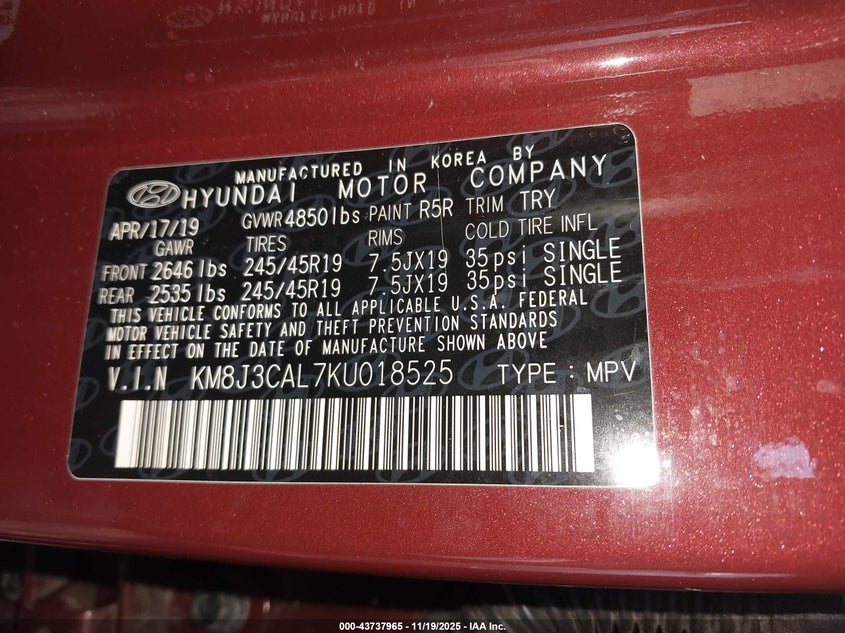 MANUFACTURED IN KOREA BY
HYUNDAI MOTOR COMPANY
APR/17/19 GVWR 4850lbs PAINT R5R TRIM TRY
GAWR TIRES RIMS COLD TIRE INFL
FRONT 2646 lbs 245/45R19 7.5JX19 35psi SINGLE
REAR 2535 lbs 245/45R19 7.5JX19 35psi SINGLE
THIS VEHICLE CONFORMS TO ALL APPLICABLE U.S.A. FEDERAL
MOTOR VEHICLE SAFETY AND THEFT PREVENTION STANDARDS
IN EFFECT ON THE DATE OF MANUFACTURE SHOWN ABOVE
V.I.N KM8J3CAL7KU018525 TYPE : MPV
000-43737965 - 11/19/2025 - IAA Inc.